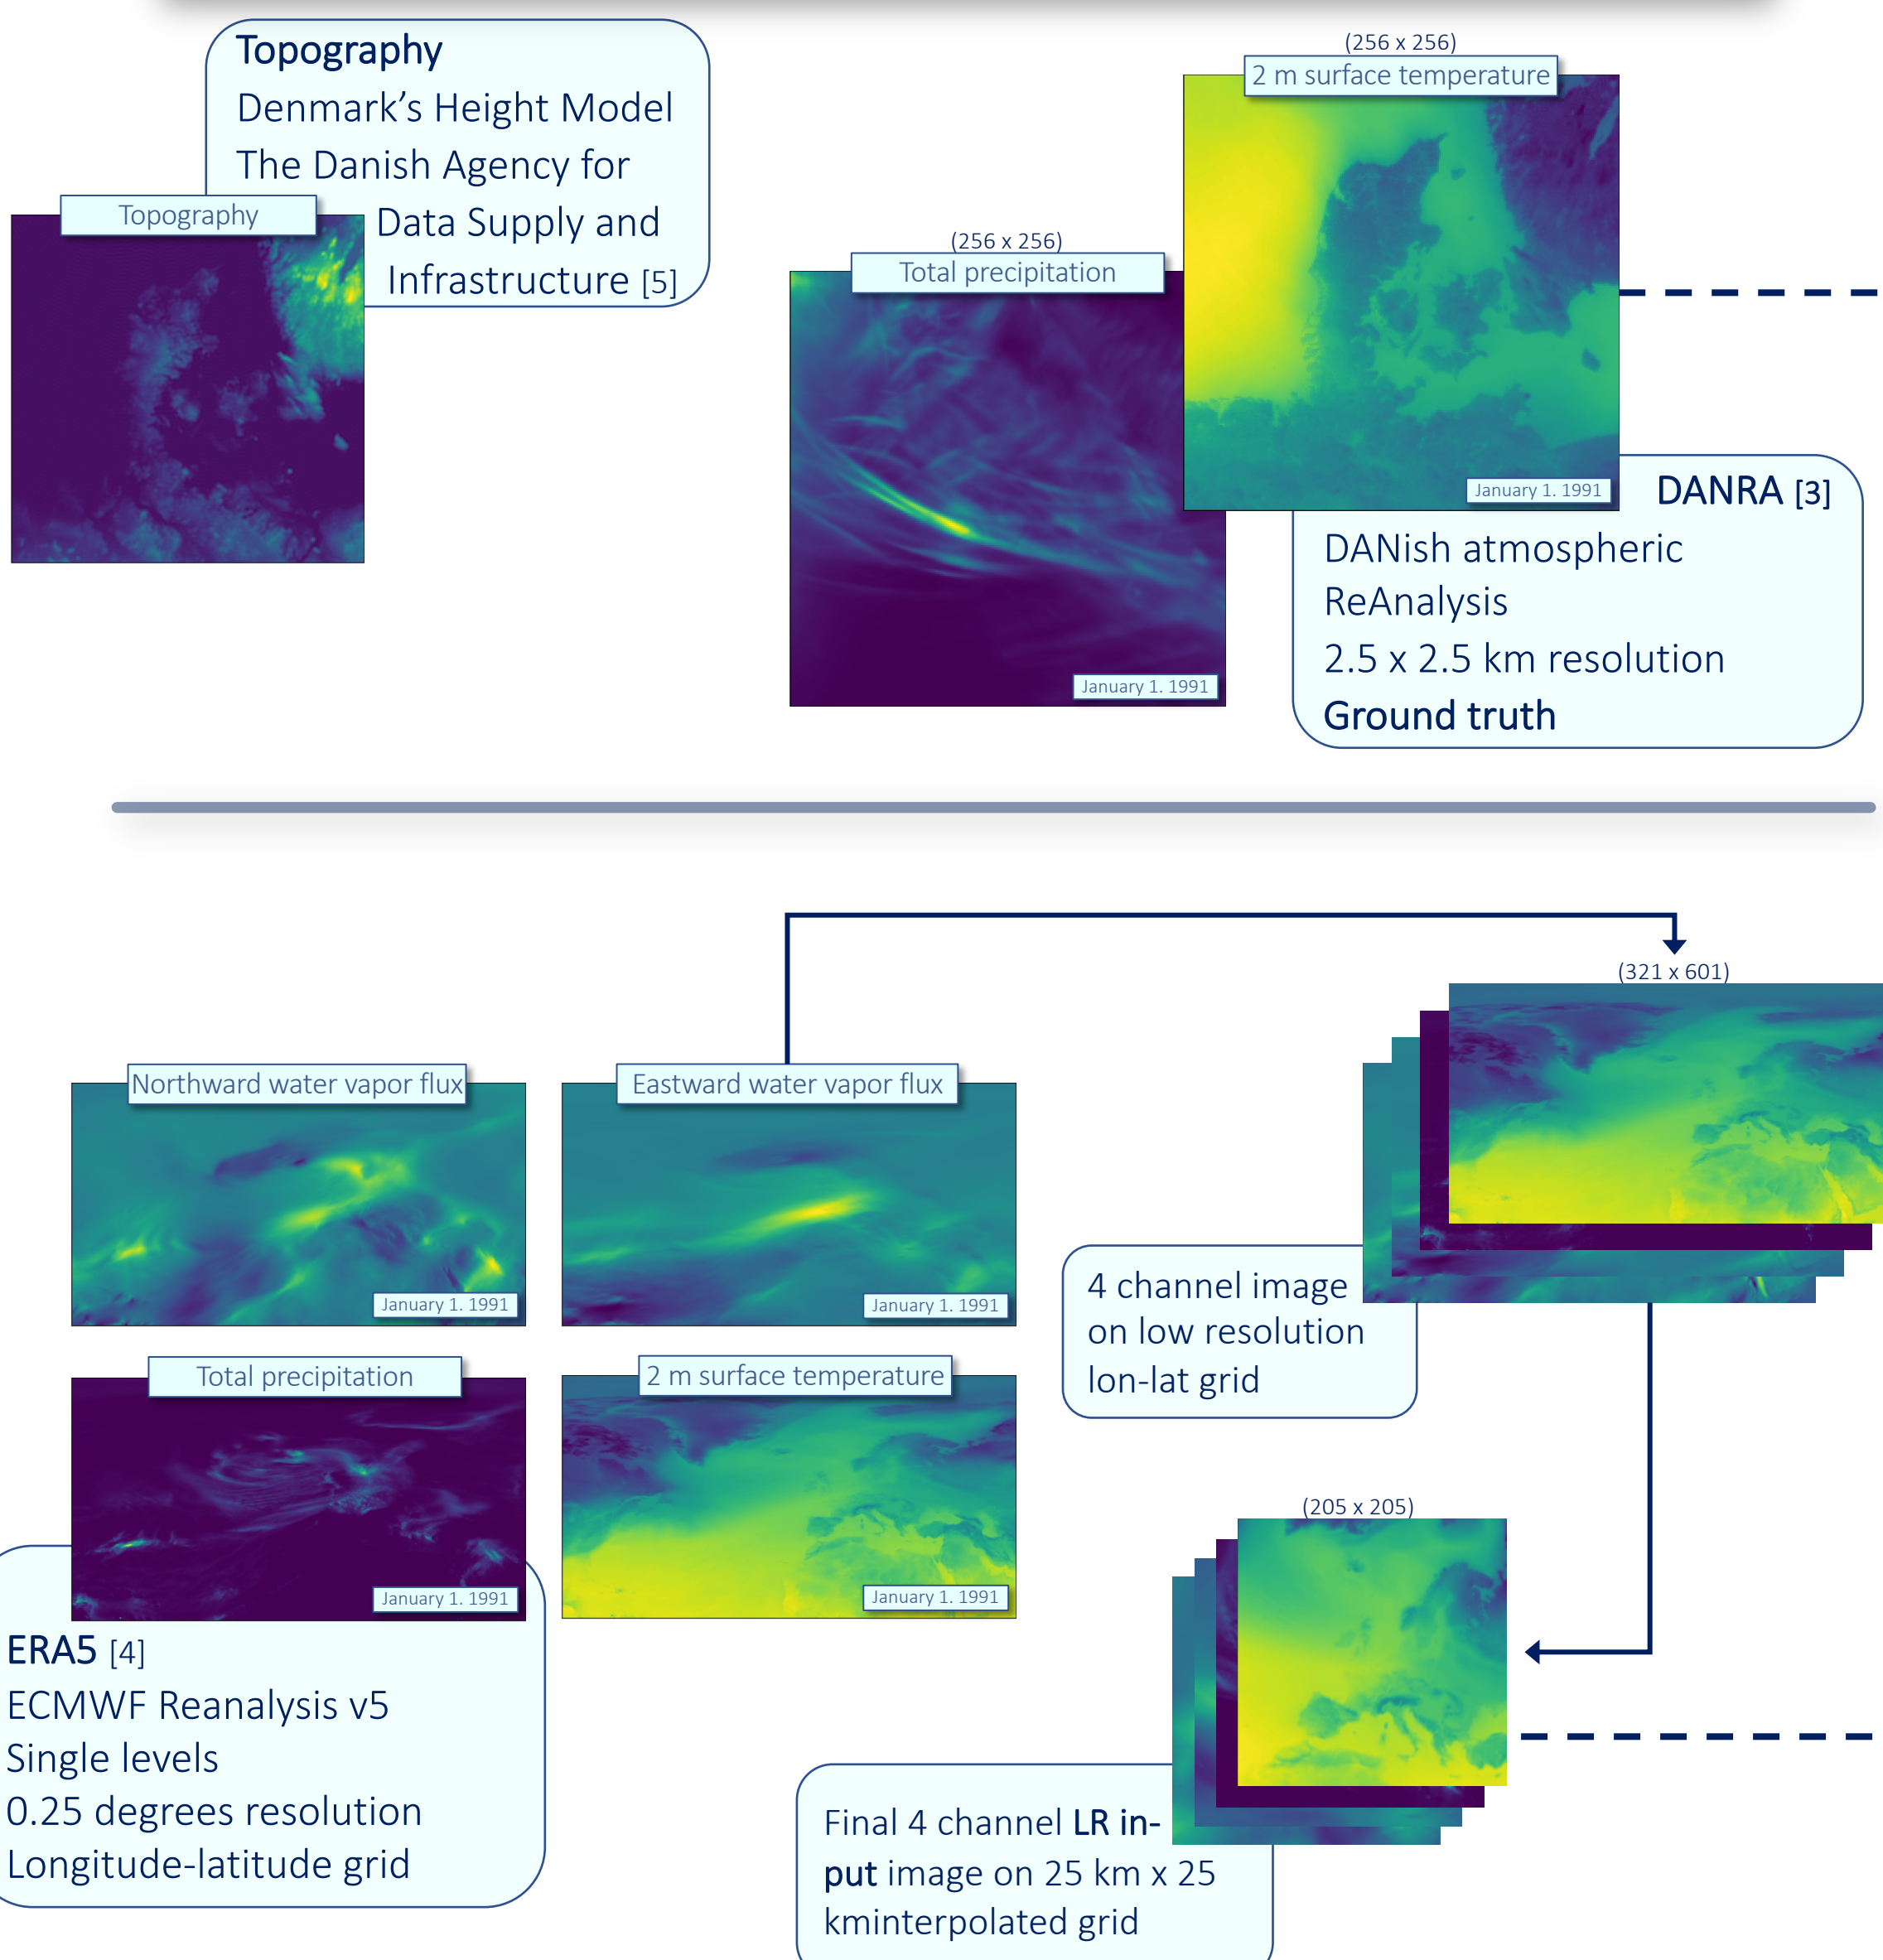 Topography
Denmark’s Height Model
The Danish Agency for
Data Supply and
Infrastructure [5]
Topography
(256 x 256)
2 m surface temperature
January 1. 1991
(256 x 256)
Total precipitation
January 1. 1991
DANRA [3]
DANish atmospheric
ReAnalysis
2.5 x 2.5 km resolution
Ground truth
(321 x 601)
Northward water vapor flux
January 1. 1991
Eastward water vapor flux
January 1. 1991
4 channel image
on low resolution
lon-lat grid
Total precipitation
January 1. 1991
2 m surface temperature
January 1. 1991
ERA5 [4]
ECMWF Reanalysis v5
Single levels
0.25 degrees resolution
Longitude-latitude grid
(205 x 205)
Final 4 channel LR in-
put image on 25 km x 25
kminterpolated grid